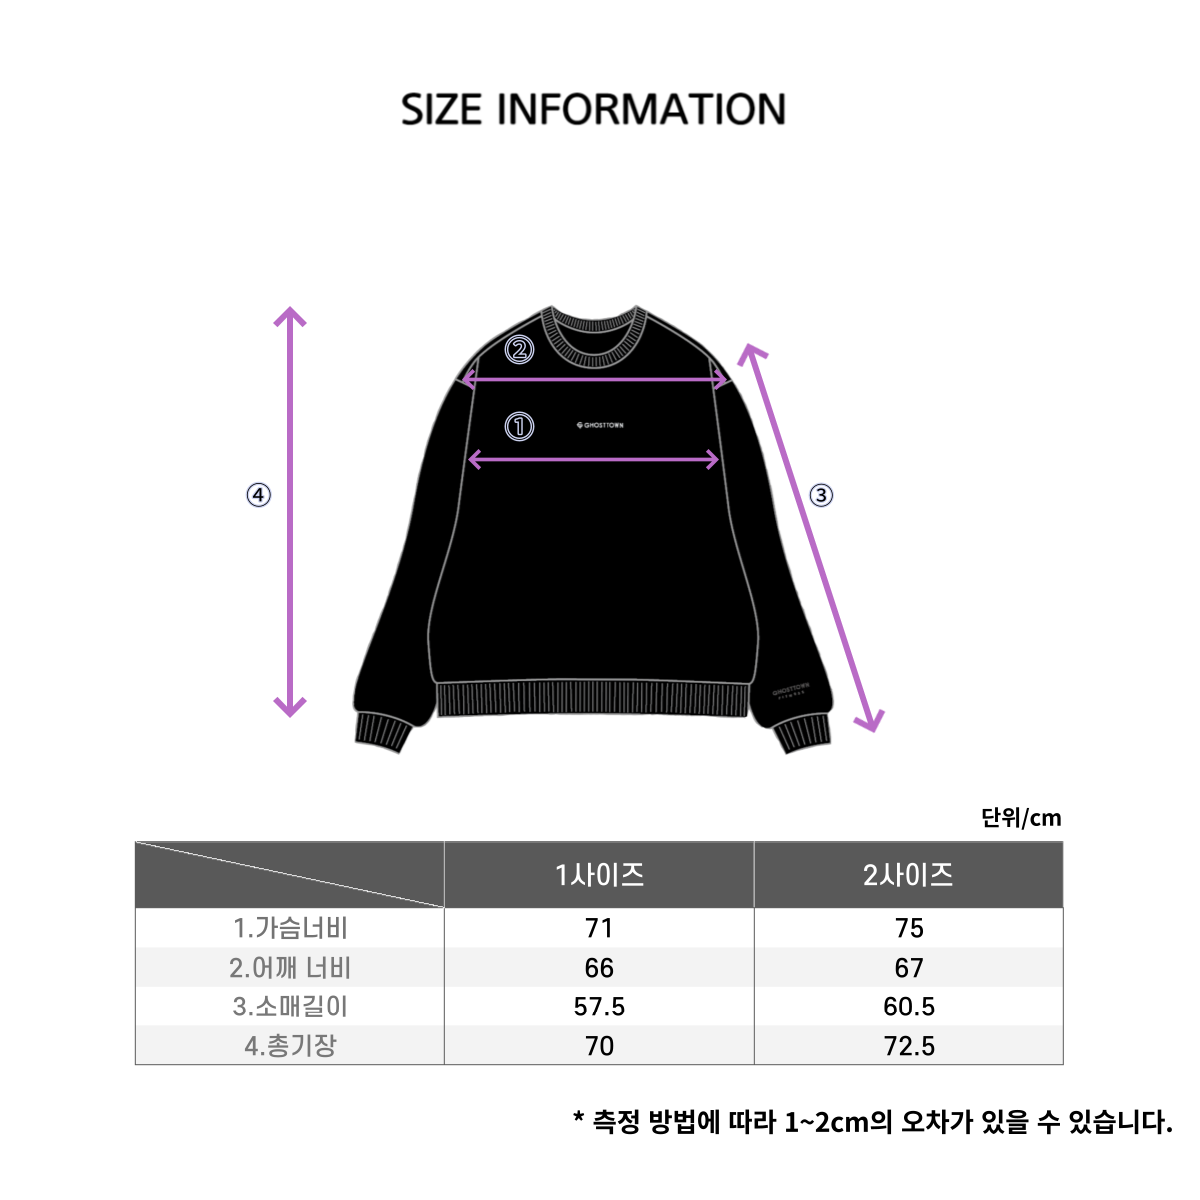 SIZE INFORMATION
②
① GHOSTTOWN
④
③
GHOSTTOWN
단위/cm
1사이즈 2사이즈
1.가슴너비 71 75
2.어깨 너비 66 67
3.소매길이 57.5 60.5
4.총기장 70 72.5
* 측정 방법에 따라 1~2cm의 오차가 있을 수 있습니다.